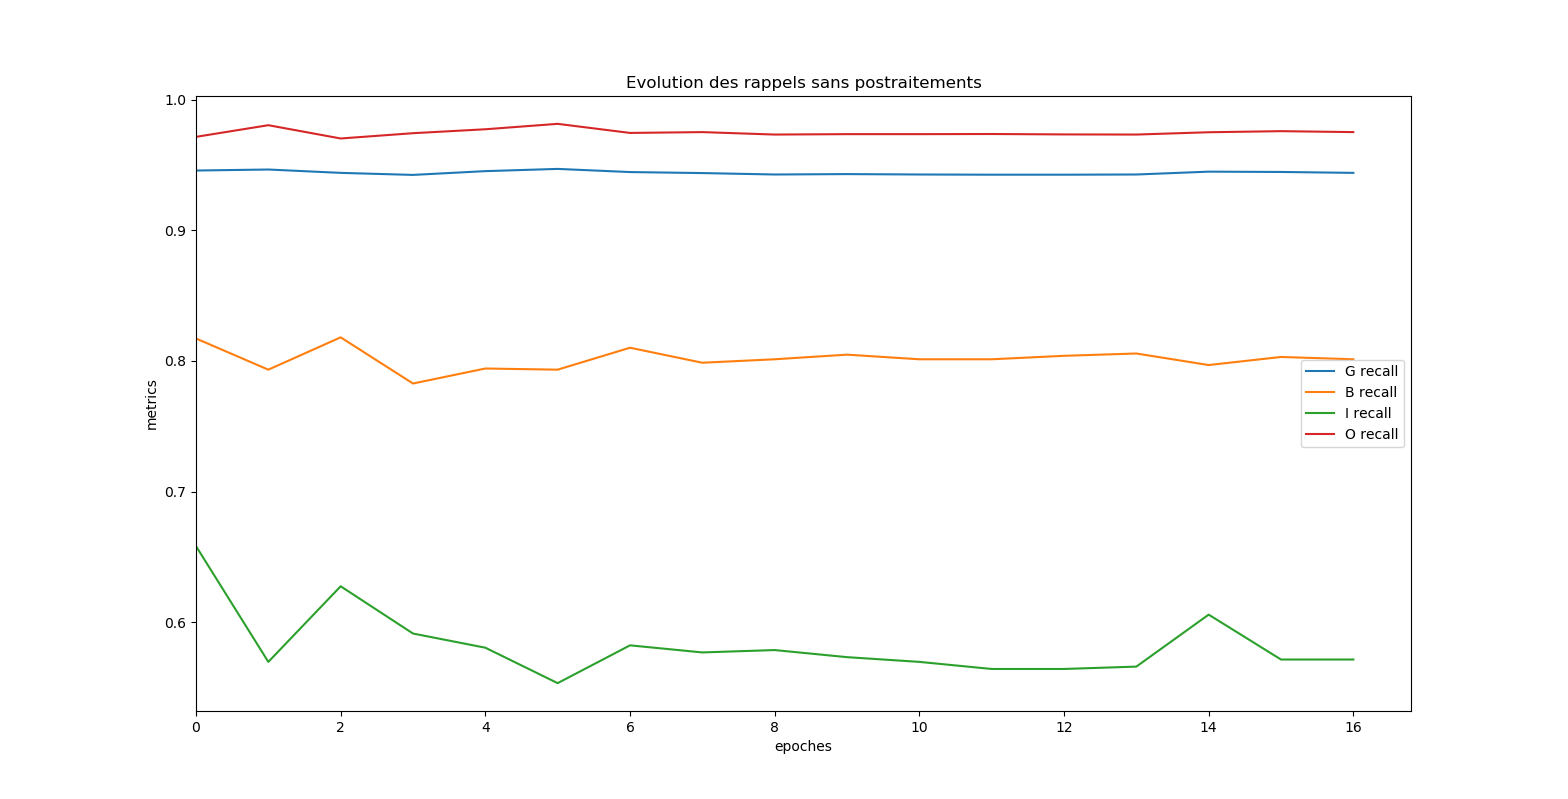 Evolution des rappels sans postraitements
1.0
0.9
0.8
0.7
0.6
metrics
G recall
B recall
I recall
O recall
0 2 4 6 8 10 12 14 16
epoches